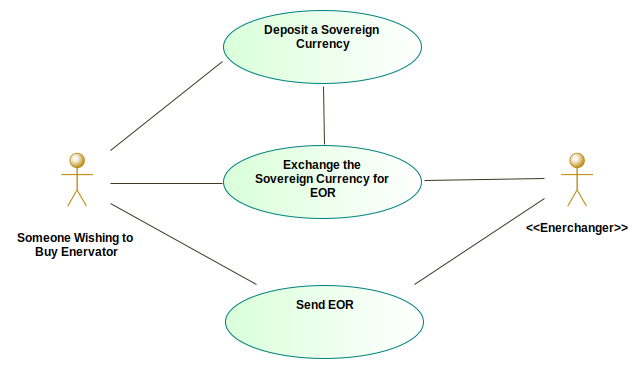 Deposit a Sovereign
Currency
Exchange the
Sovereign Currency for
EOR
Someone Wishing to
Buy Enervator
<<Enerchanger>>
Send EOR